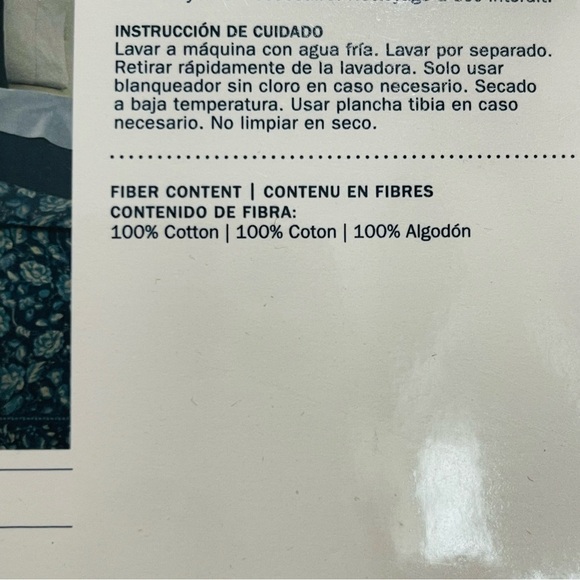 INSTRUCCIÓN DE CUIDADO
Lavar a máquina con agua fría. Lavar por separado.
Retirar rápidamente de la lavadora. Solo usar
blanqueador sin cloro en caso necesario. Secado
a baja temperatura. Usar plancha tibia en caso
necesario. No limpiar en seco.
FIBER CONTENT | CONTENU EN FIBRES
CONTENIDO DE FIBRA:
100% Cotton | 100% Coton | 100% Algodón